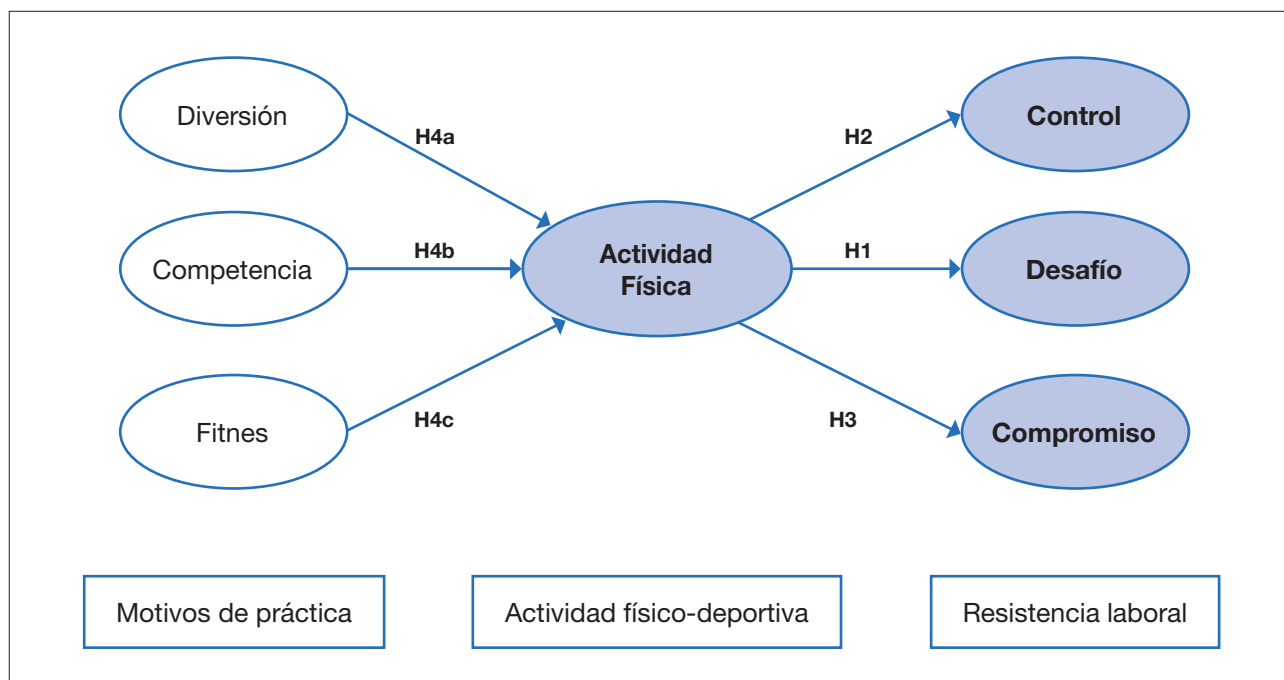 Diversión
H4a
H2
Control
Competencia
H4b
Actividad
Física
H1
Desafío
Fitnes
H4c
H3
Compromiso
Motivos de práctica
Actividad físico-deportiva
Resistencia laboral